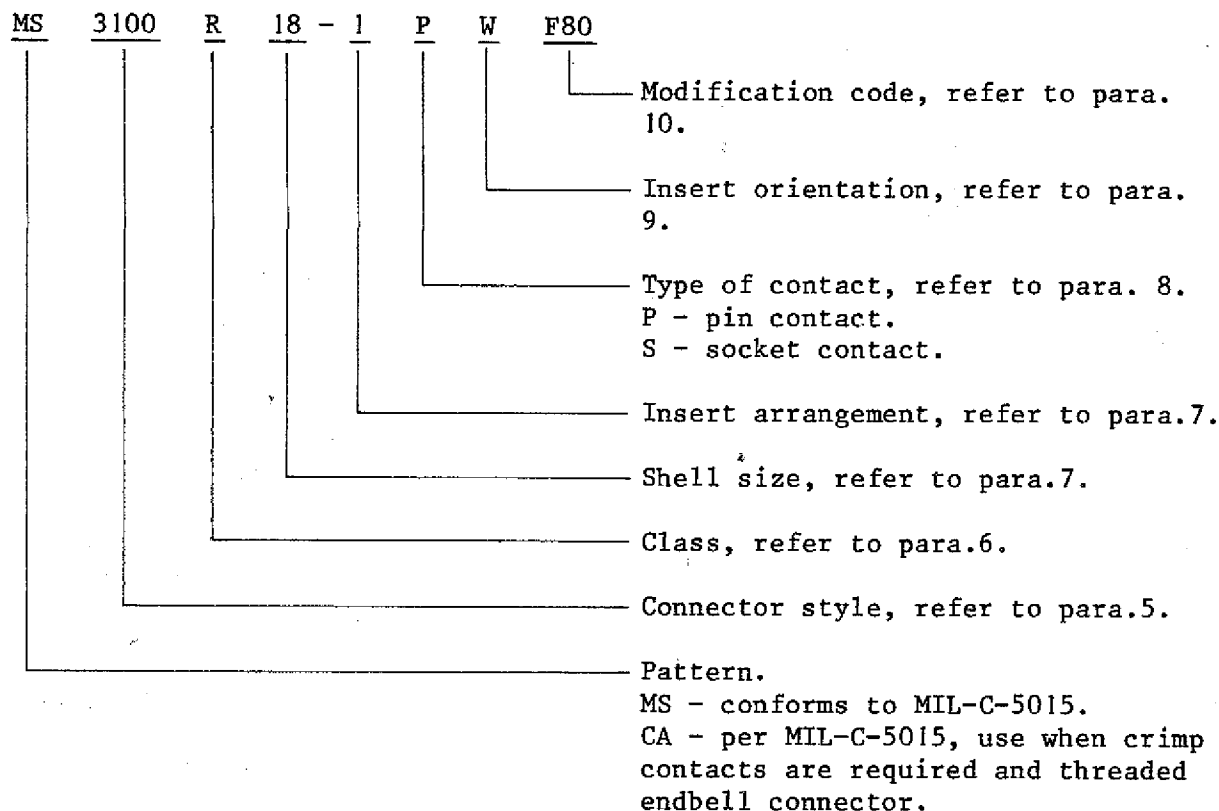 MS 3100 R 18 - 1 P W F80
Modification code, refer to para.
10.
Insert orientation, refer to para.
9.
Type of contact, refer to para. 8.
P - pin contact.
S - socket contact.
Insert arrangement, refer to para.7.
Shell size, refer to para.7.
Class, refer to para.6.
Connector style, refer to para.5.
Pattern.
MS - conforms to MIL-C-5015.
CA - per MIL-C-5015, use when crimp
contacts are required and threaded
endbell connector.